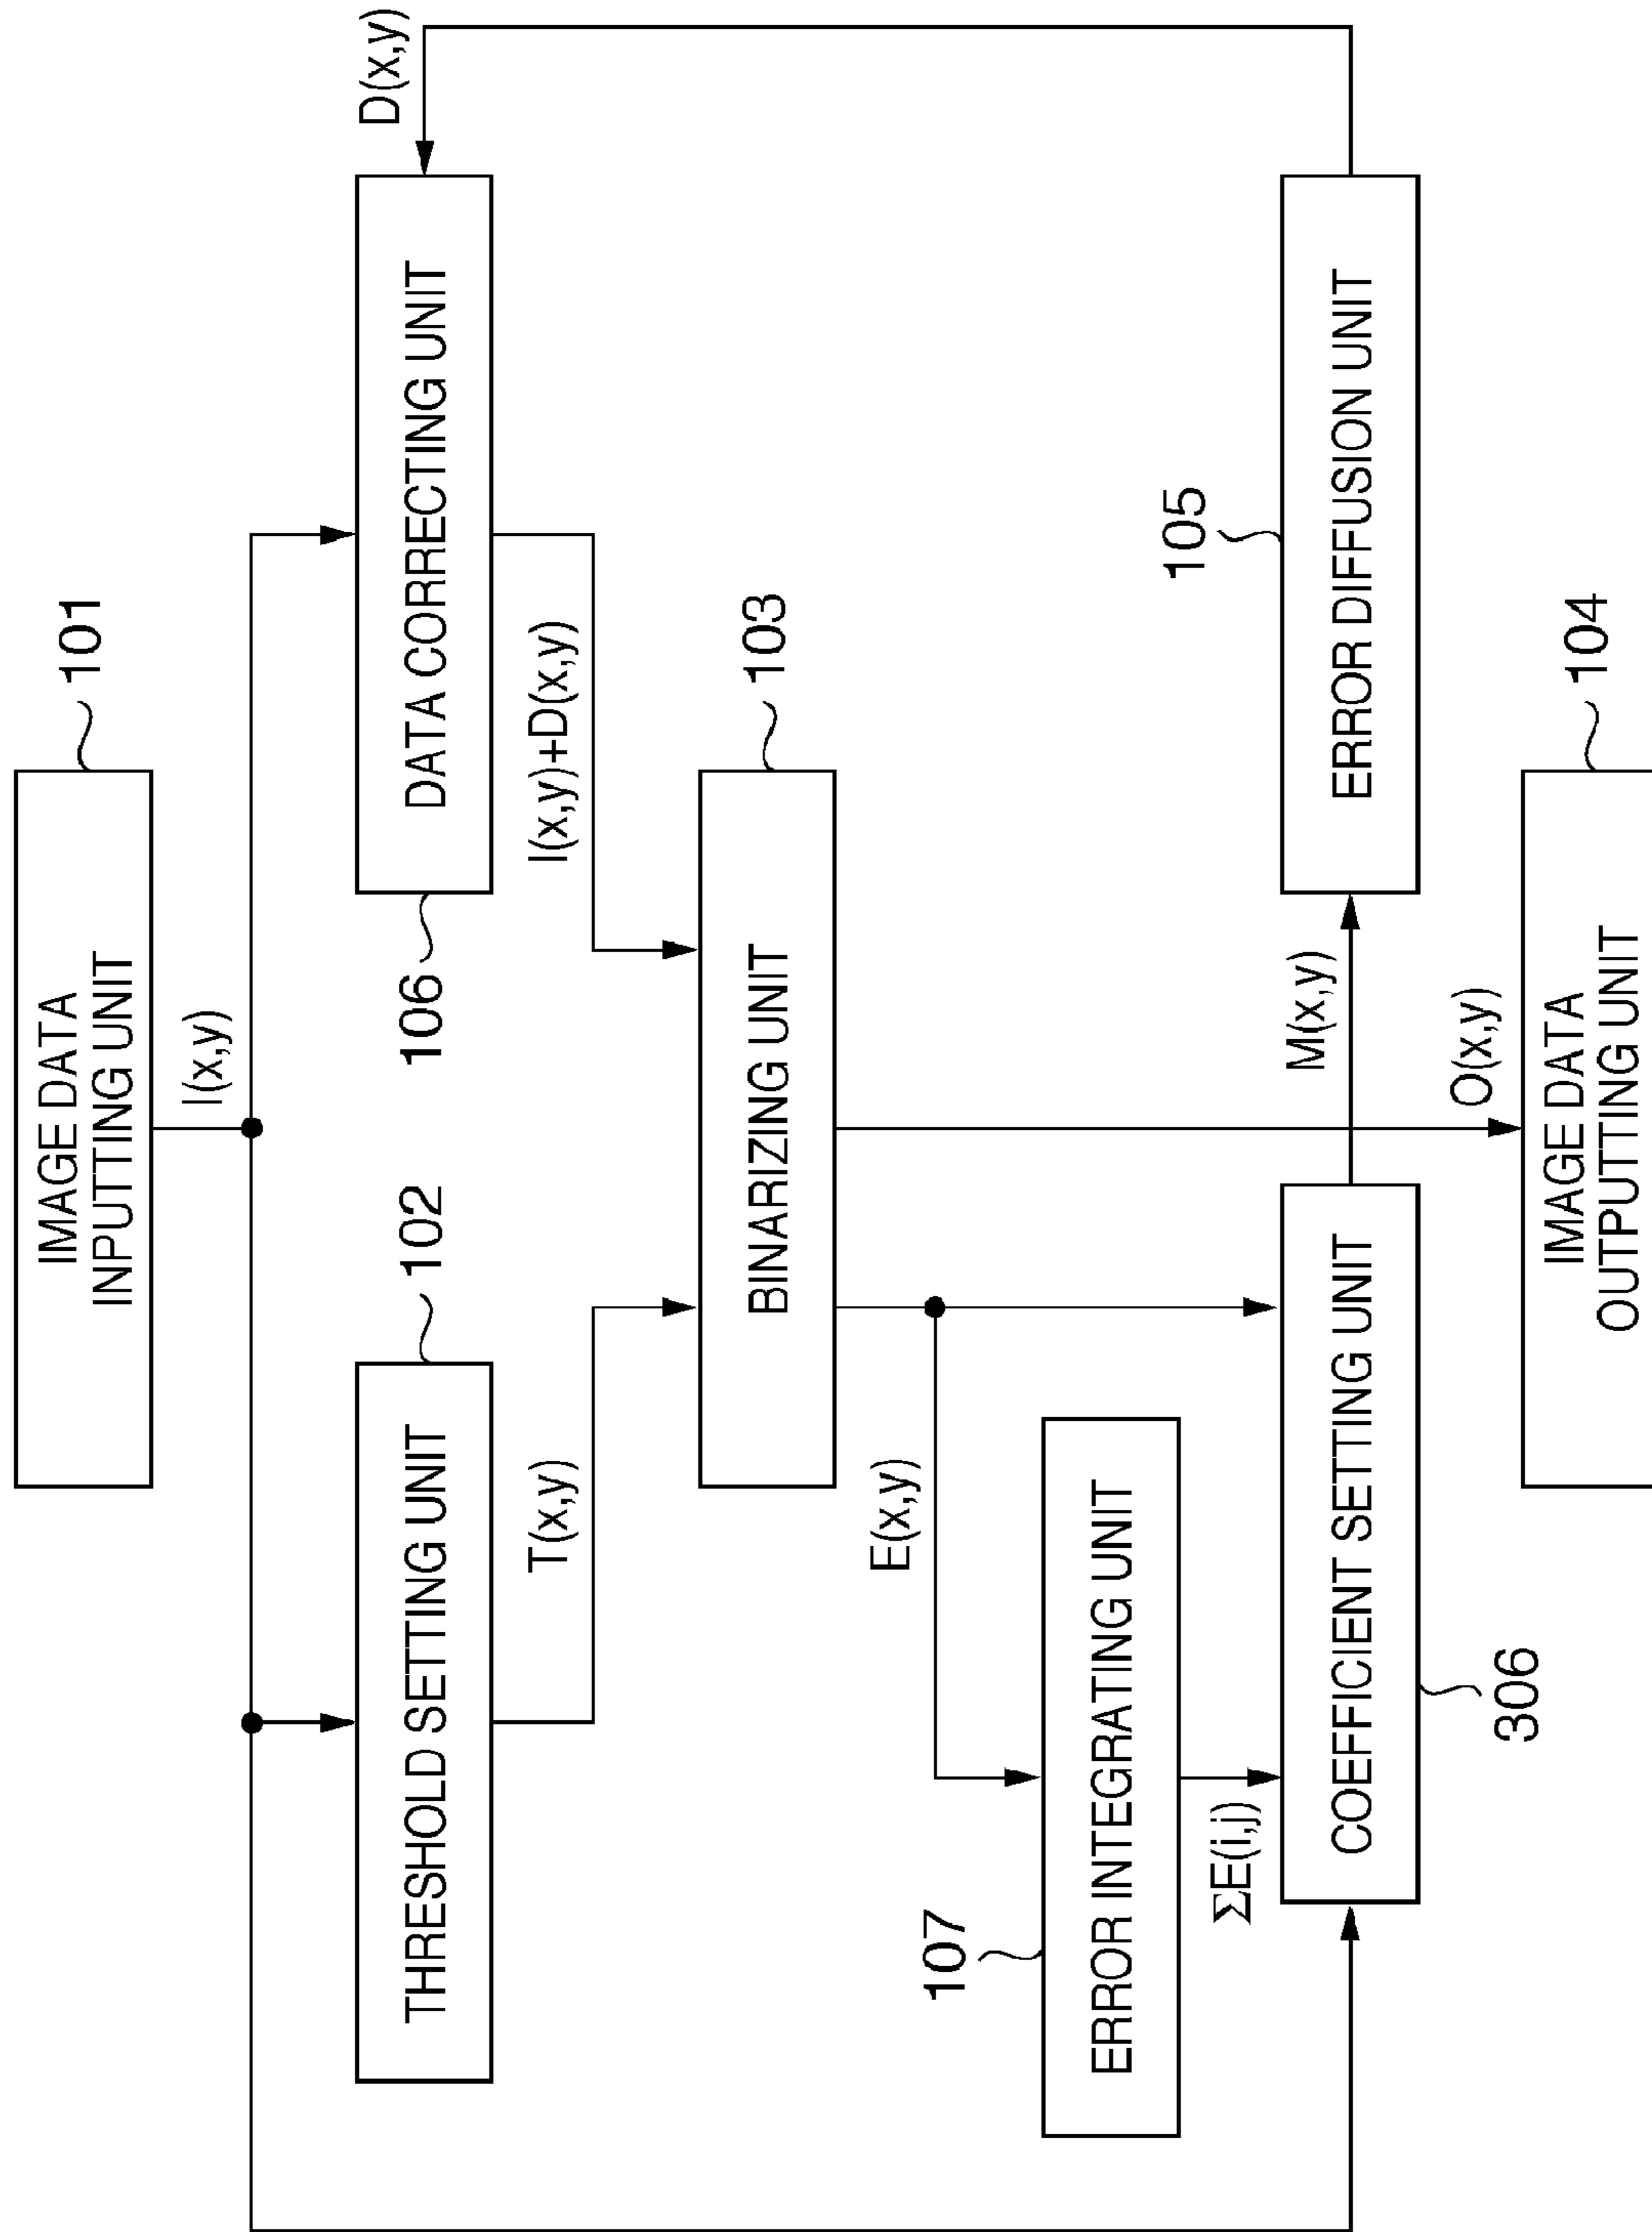 IMAGE DATA
INPUTTING UNIT
101
I(x,y)
D(x,y)
THRESHOLD SETTING UNIT
102
106
DATA CORRECTING UNIT
T(x,y)
I(x,y)+D(x,y)
BINARIZING UNIT
103
E(x,y)
107
ERROR INTEGRATING UNIT
105
ΣE(i,j)
COEFFICIENT SETTING UNIT
M(x,y)
ERROR DIFFUSION UNIT
306
O(x,y)
IMAGE DATA
OUTPUTTING UNIT
104